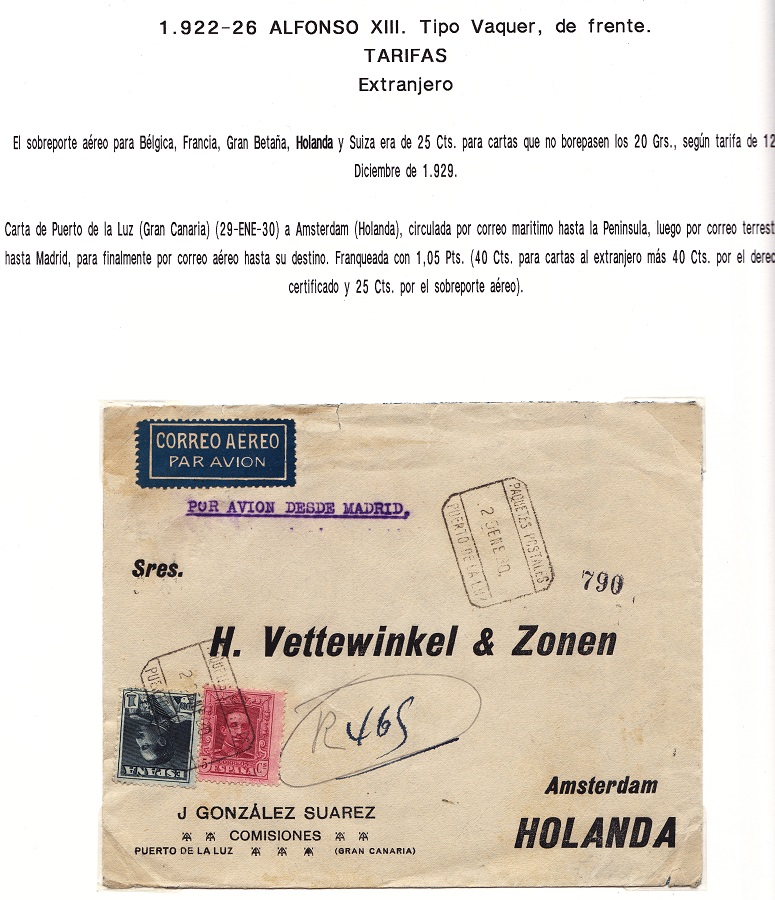 1.922-26 ALFONSO XIII. Tipo Vaquer, de frente.
TARIFAS
Extranjero
El sobreporte aéreo para Bélgica, Francia, Gran Betaña, Holanda y Suiza era de 25 Cts. para cartas que no borepasen los 20 Grs., según tarifa de 12
Diciembre de 1.929.
Carta de Puerto de la Luz (Gran Canaria) (29-ENE-30) a Amsterdam (Holanda), circulada por correo maritimo hasta la Peninsula, luego por correo terrest
hasta Madrid, para finalmente por correo aéreo hasta su destino. Franqueada con 1,05 Pts. (40 Cts. para cartas al extranjero más 40 Cts. por el derec
certificado y 25 Cts. por el sobreporte aéreo).
CORREO AEREO
PAR AVION
POR AVION DESDE MADRID.
PAQUETES POSTALES
PUERTO DE LA LUZ
Sres.
790
H. Vettewinkel & Zonen
R 465
ESPAÑA
ESPAÑA
Amsterdam
HOLANDA
J GONZÁLEZ SUAREZ
COMISIONES
PUERTO DE LA LUZ (GRAN CANARIA)